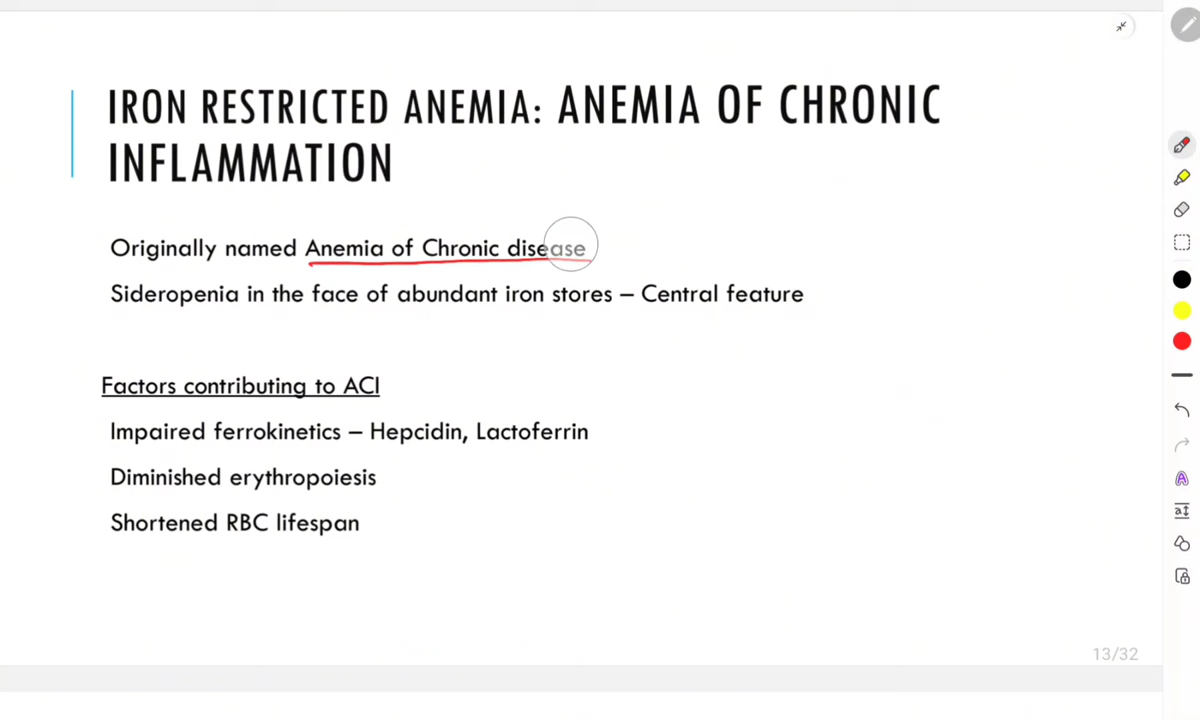 IRON RESTRICTED ANEMIA: ANEMIA OF CHRONIC
INFLAMMATION
Originally named Anemia of Chronic disease
Sideropenia in the face of abundant iron stores – Central feature
Factors contributing to ACI
Impaired ferrokinetics – Hepcidin, Lactoferrin
Diminished erythropoiesis
Shortened RBC lifespan
13/32